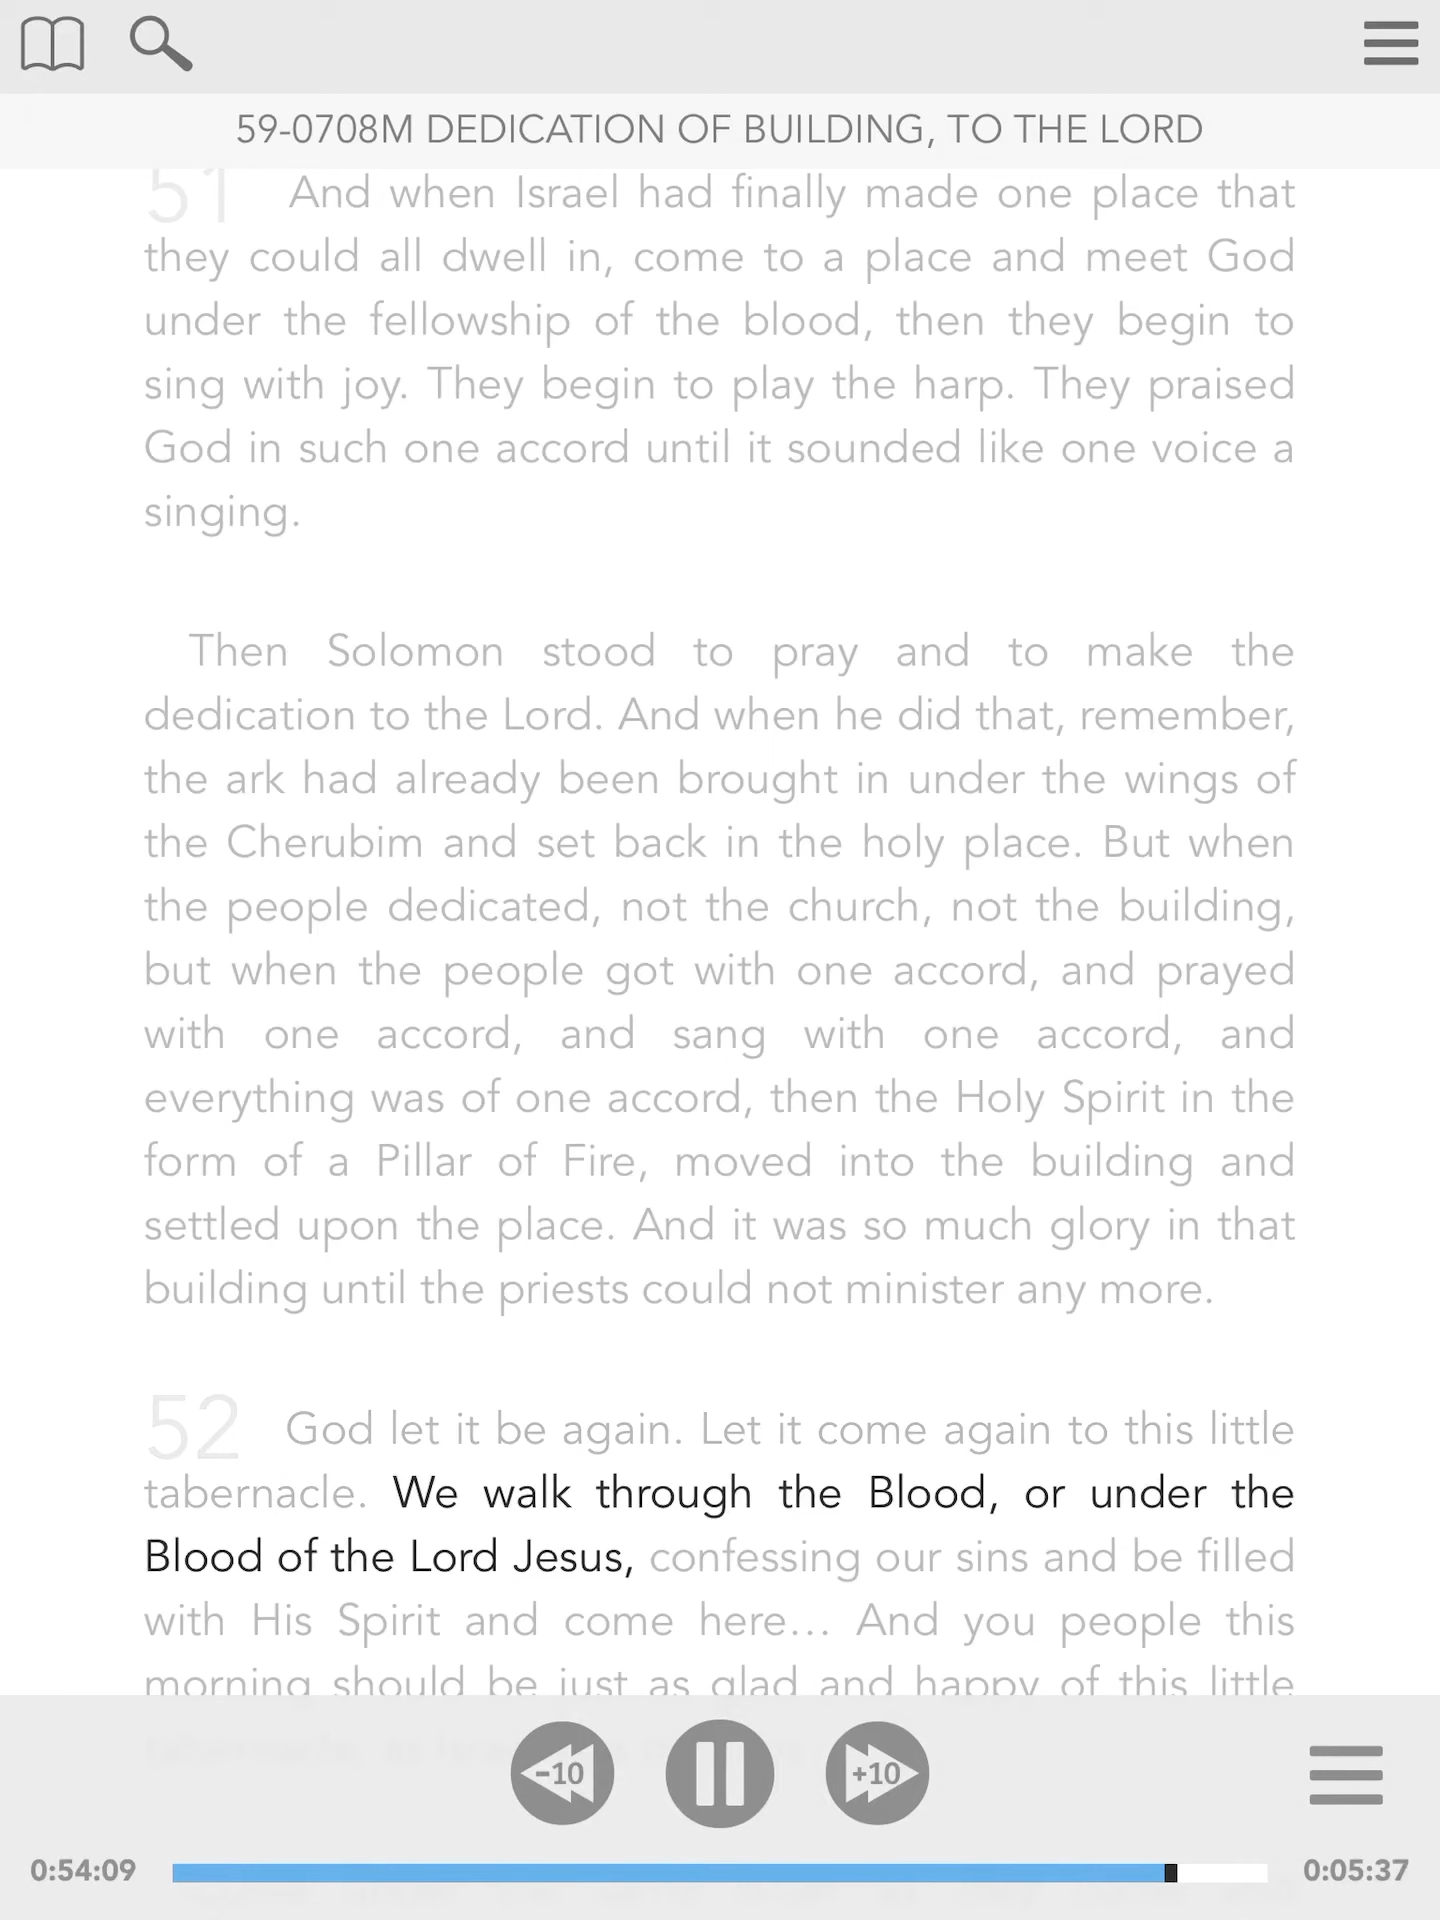 59-0708M DEDICATION OF BUILDING, TO THE LORD
51 And when Israel had finally made one place that
they could all dwell in, come to a place and meet God
under the fellowship of the blood, then they begin to
sing with joy. They begin to play the harp. They praised
God in such one accord until it sounded like one voice a
singing.
Then Solomon stood to pray and to make the
dedication to the Lord. And when he did that, remember,
the ark had already been brought in under the wings of
the Cherubim and set back in the holy place. But when
the people dedicated, not the church, not the building,
but when the people got with one accord, and prayed
with one accord, and sang with one accord, and
everything was of one accord, then the Holy Spirit in the
form of a Pillar of Fire, moved into the building and
settled upon the place. And it was so much glory in that
building until the priests could not minister any more.
52 God let it be again. Let it come again to this little
tabernacle. We walk through the Blood, or under the
Blood of the Lord Jesus, confessing our sins and be filled
with His Spirit and come here... And you people this
morning should be just as glad and happy of this little
-10 +10
0:54:09 0:05:37